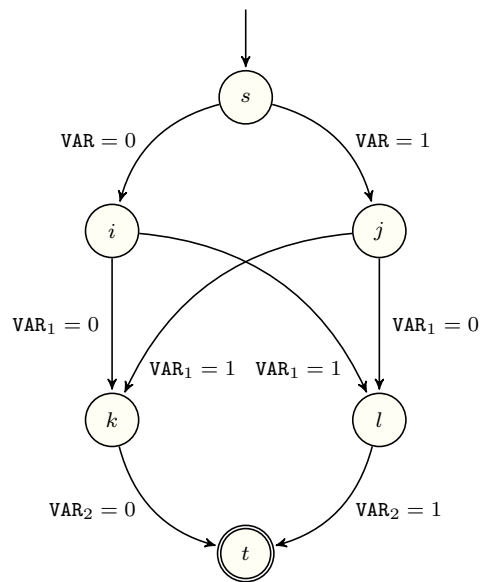 s
VAR = 0 VAR = 1
i j
VAR₁ = 0 VAR₁ = 0
VAR₁ = 1 VAR₁ = 1
k l
VAR₂ = 0 VAR₂ = 1
t